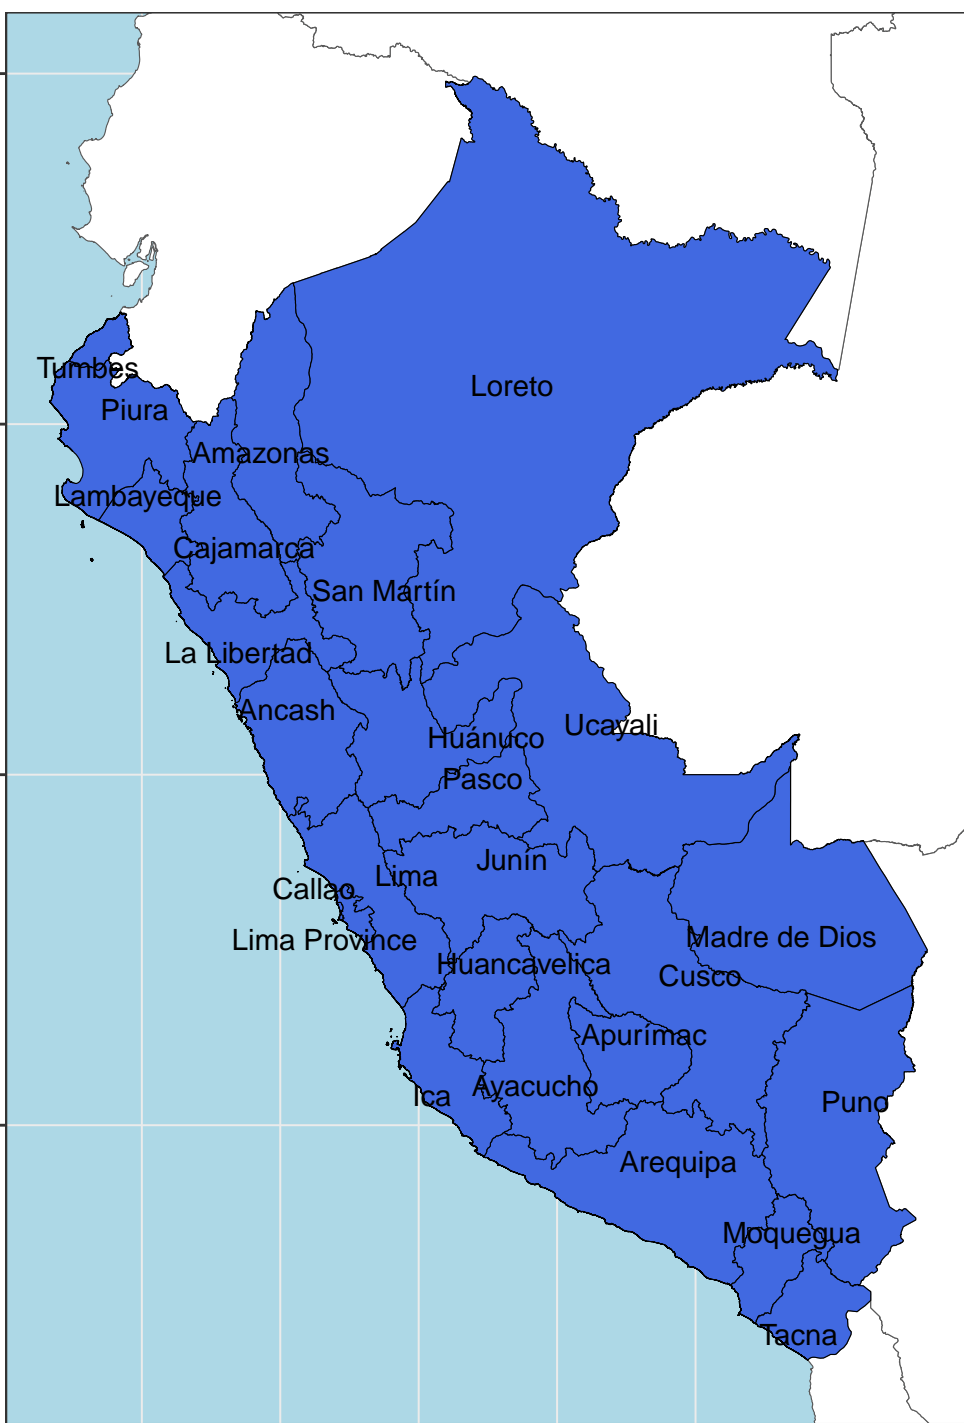 Tumbes
Loreto
Piura
Amazonas
Lambayeque
Cajamarca
San Martín
La Libertad
Ancash
Ucayali
Huánuco
Pasco
Junín
Lima
Callao
Madre de Dios
Lima Province
Huancavelica
Cusco
Apurímac
Ayacucho
Ica
Puno
Arequipa
Moquegua
Tacna